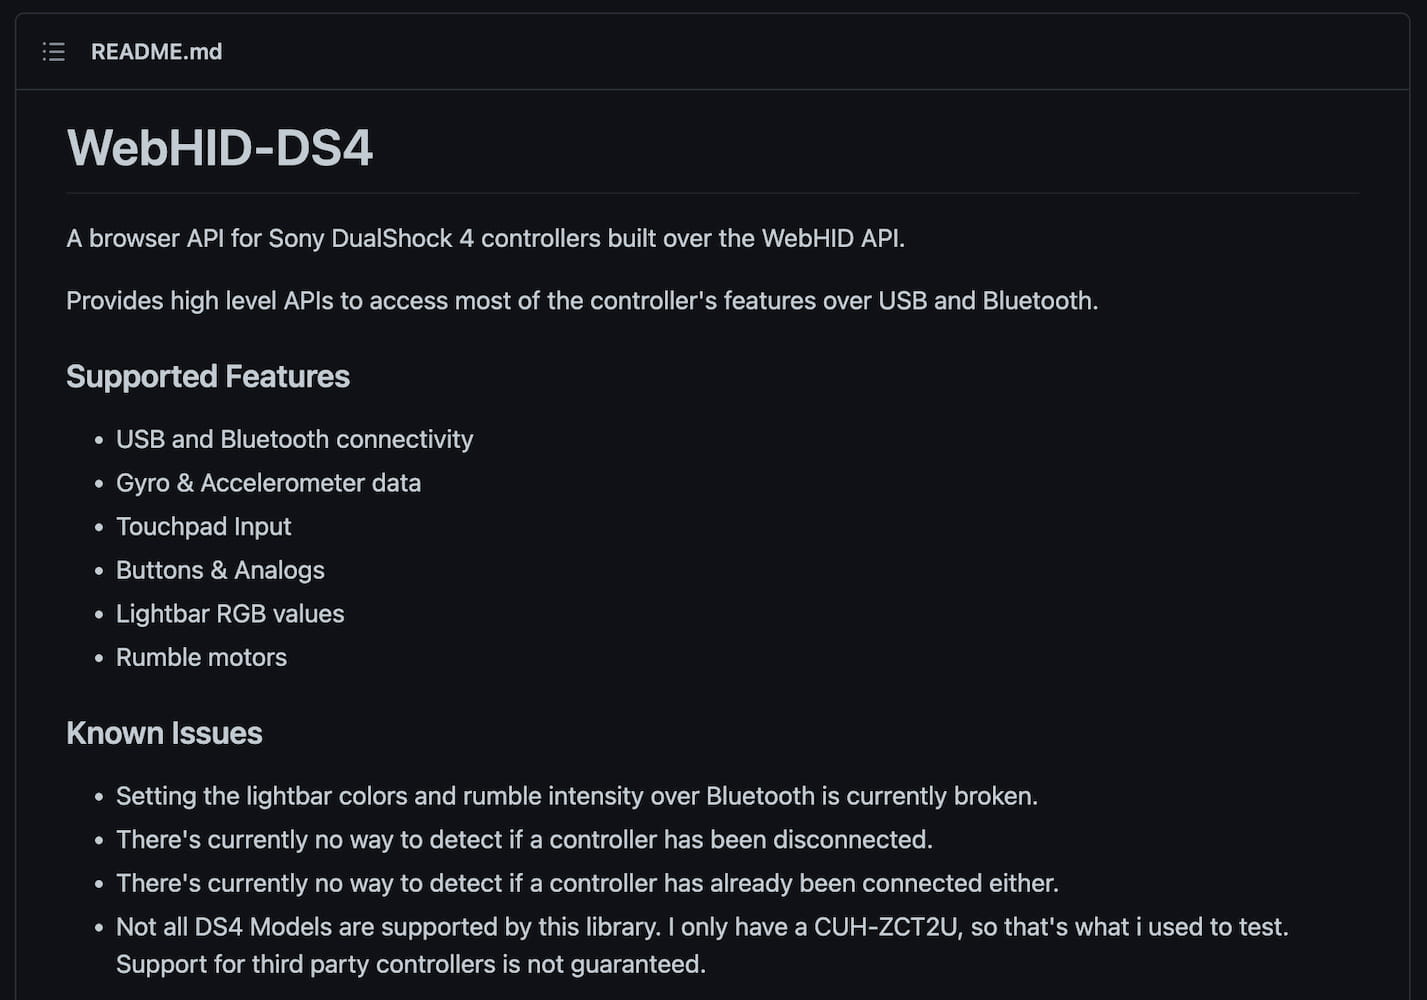 README.md
WebHID-DS4
A browser API for Sony DualShock 4 controllers built over the WebHID API.
Provides high level APIs to access most of the controller's features over USB and Bluetooth.
Supported Features
• USB and Bluetooth connectivity
• Gyro & Accelerometer data
• Touchpad Input
• Buttons & Analogs
• Lightbar RGB values
• Rumble motors
Known Issues
• Setting the lightbar colors and rumble intensity over Bluetooth is currently broken.
• There's currently no way to detect if a controller has been disconnected.
• There's currently no way to detect if a controller has already been connected either.
• Not all DS4 Models are supported by this library. I only have a CUH-ZCT2U, so that's what i used to test.
Support for third party controllers is not guaranteed.